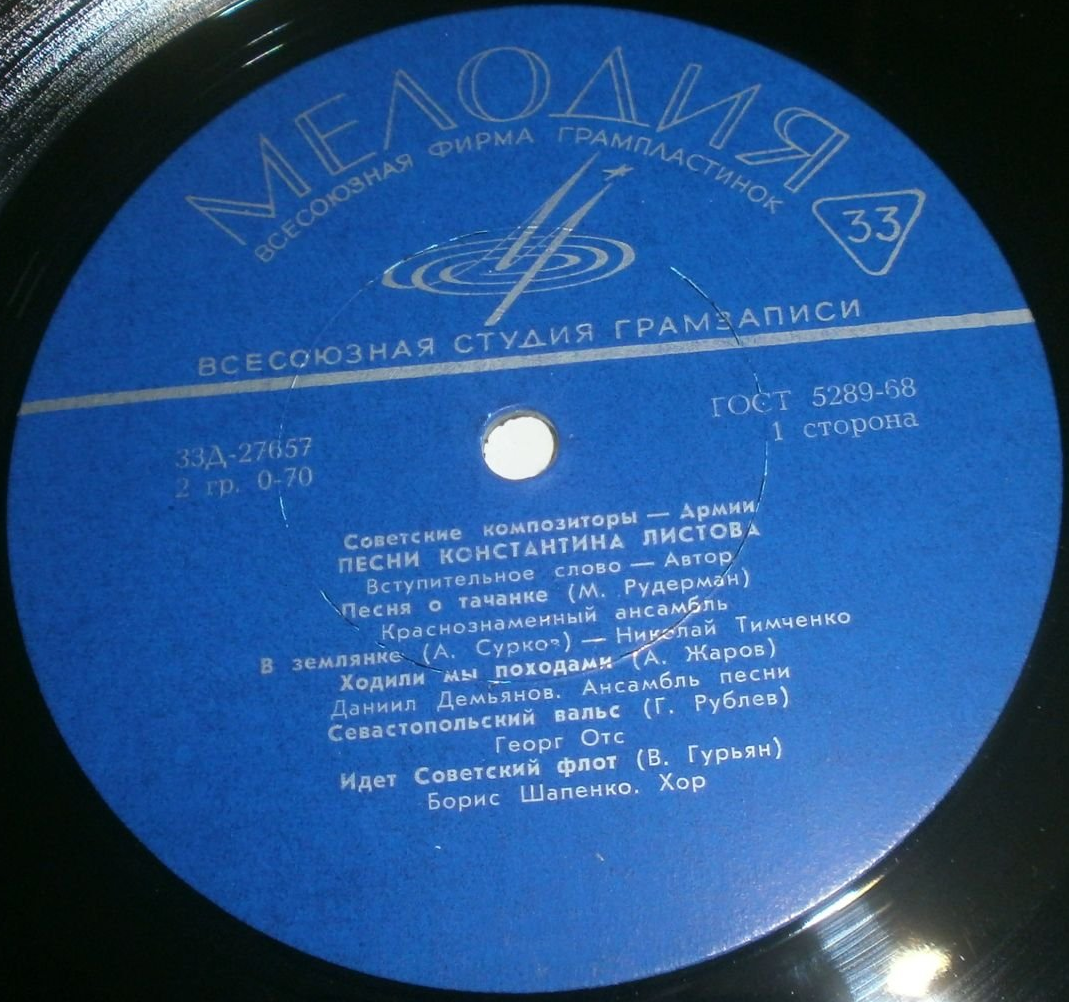 МЕЛОДИЯ
ВСЕСОЮЗНАЯ ФИРМА ГРАМПЛАСТИНОК
33
ВСЕСОЮЗНАЯ СТУДИЯ ГРАМЗАПИСИ
33Д-27657
2 гр. 0-70
ГОСТ 5289-68
1 сторона
Советские композиторы — Армии
ПЕСНИ КОНСТАНТИНА ЛИСТОВА
Вступительное слово — Автор
Песня о тачанке (М. Рудерман)
Краснознаменный ансамбль
В землянке (А. Сурков) — Николай Тимченко
Ходили мы походами (А. Жаров)
Даниил Демьянов. Ансамбль песни
Севастопольский вальс (Г. Рублев)
Георг Отс
Идет Советский флот (В. Гурьян)
Борис Шапенко. Хор